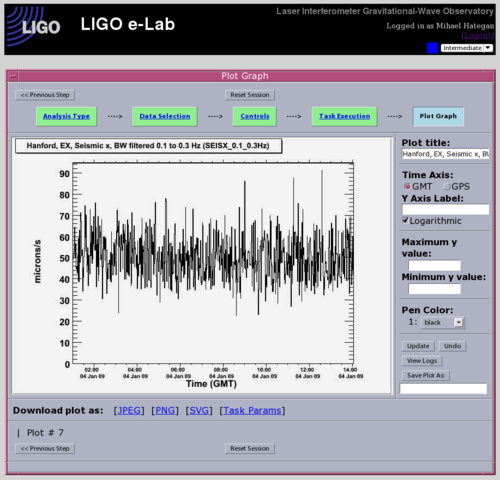 LIGO
LIGO e-Lab
Laser Interferometer Gravitational-Wave Observatory
Logged in as Mihael Hategan
[Logout]
Intermediate
Plot Graph
<< Previous Step
Reset Session
Analysis Type ----> Data Selection ----> Controls ----> Task Execution ----> Plot Graph
Hanford, EX, Seismic x, BW filtered 0.1 to 0.3 Hz (SEISX_0.1_0.3Hz)
microns/s
90
80
70
60
50
40
30
20
10
0
02:00 04:00 06:00 08:00 10:00 12:00 14:00
04 Jan 09 04 Jan 09 04 Jan 09 04 Jan 09 04 Jan 09 04 Jan 09 04 Jan 09
Time (GMT)
Plot title:
Hanford, EX, Seismic x, BW
Time Axis:
GMT GPS
Y Axis Label:
Logarithmic
Maximum y
value:
Minimum y value:
Pen Color:
1: black
Update Undo
View Logs
Save Plot As:
Download plot as: [JPEG] [PNG] [SVG] [Task Params]
| Plot # 7
<< Previous Step
Reset Session